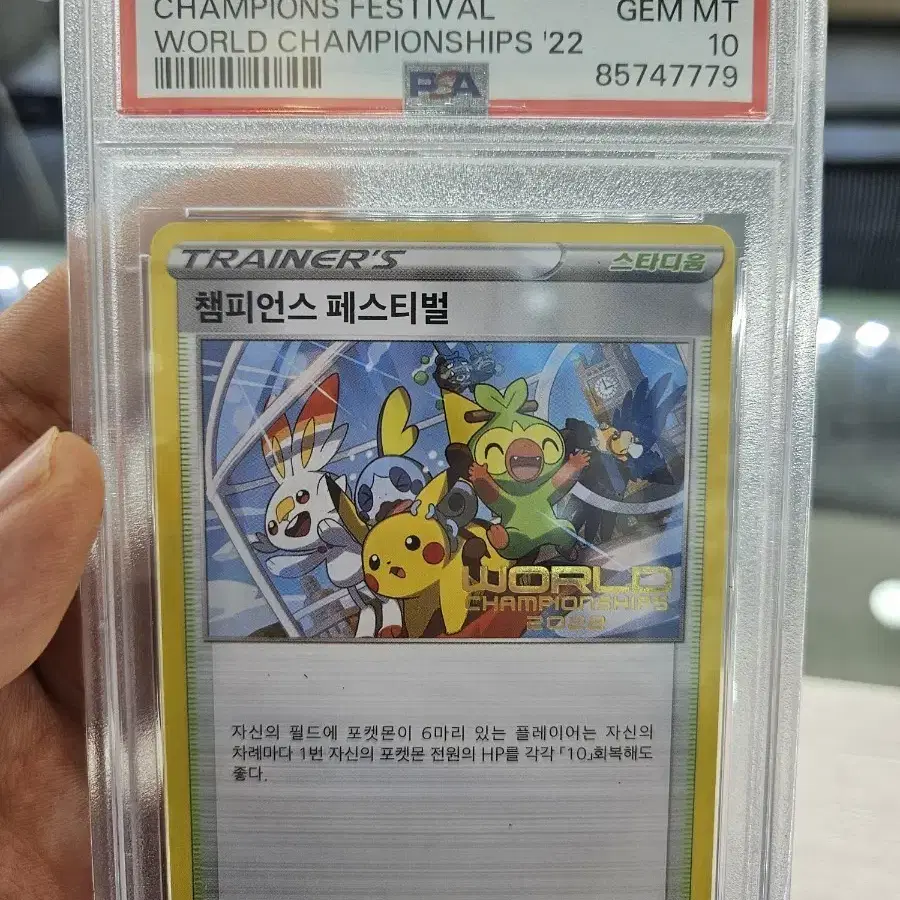 CHAMPIONS FESTIVAL GEM MT
WORLD CHAMPIONSHIPS '22 10
85747779
PSA
TRAINER'S 스타디움
챔피언스 페스티벌
WORLD
CHAMPIONSHIPS
2022
자신의 필드에 포켓몬이 6마리 있는 플레이어는 자신의
차례마다 1번 자신의 포켓몬 전원의 HP를 각각 「10」회복해도
좋다.